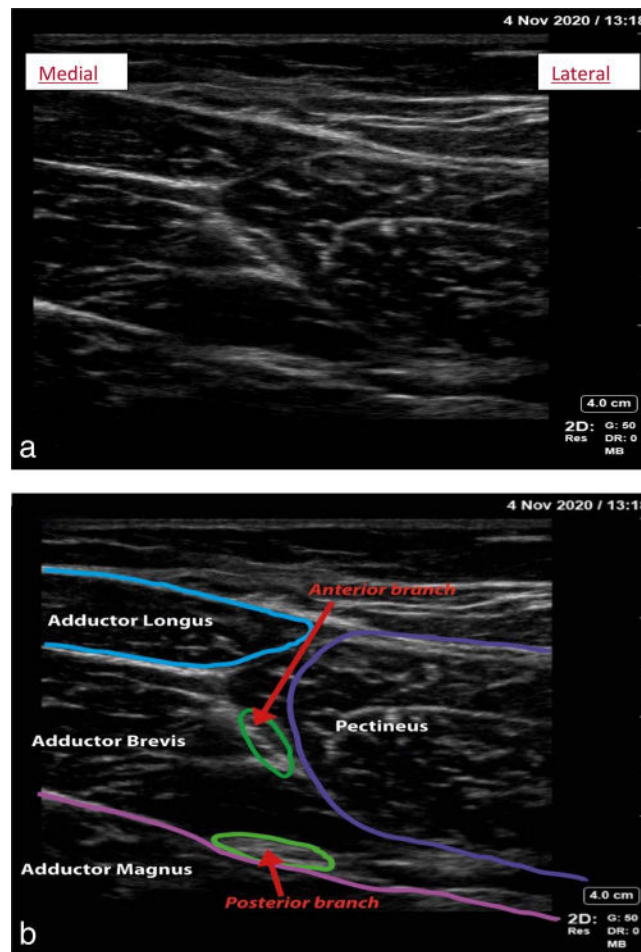 4 Nov 2020 / 13:18
Medial
Lateral
4.0 cm
2D: G: 50
Res DR: 0
MB
a
4 Nov 2020 / 13:18
Anterior branch
Adductor Longus
Pectineus
Adductor Brevis
Adductor Magnus
Posterior branch
4.0 cm
2D: G: 50
Res DR: 0
MB
b